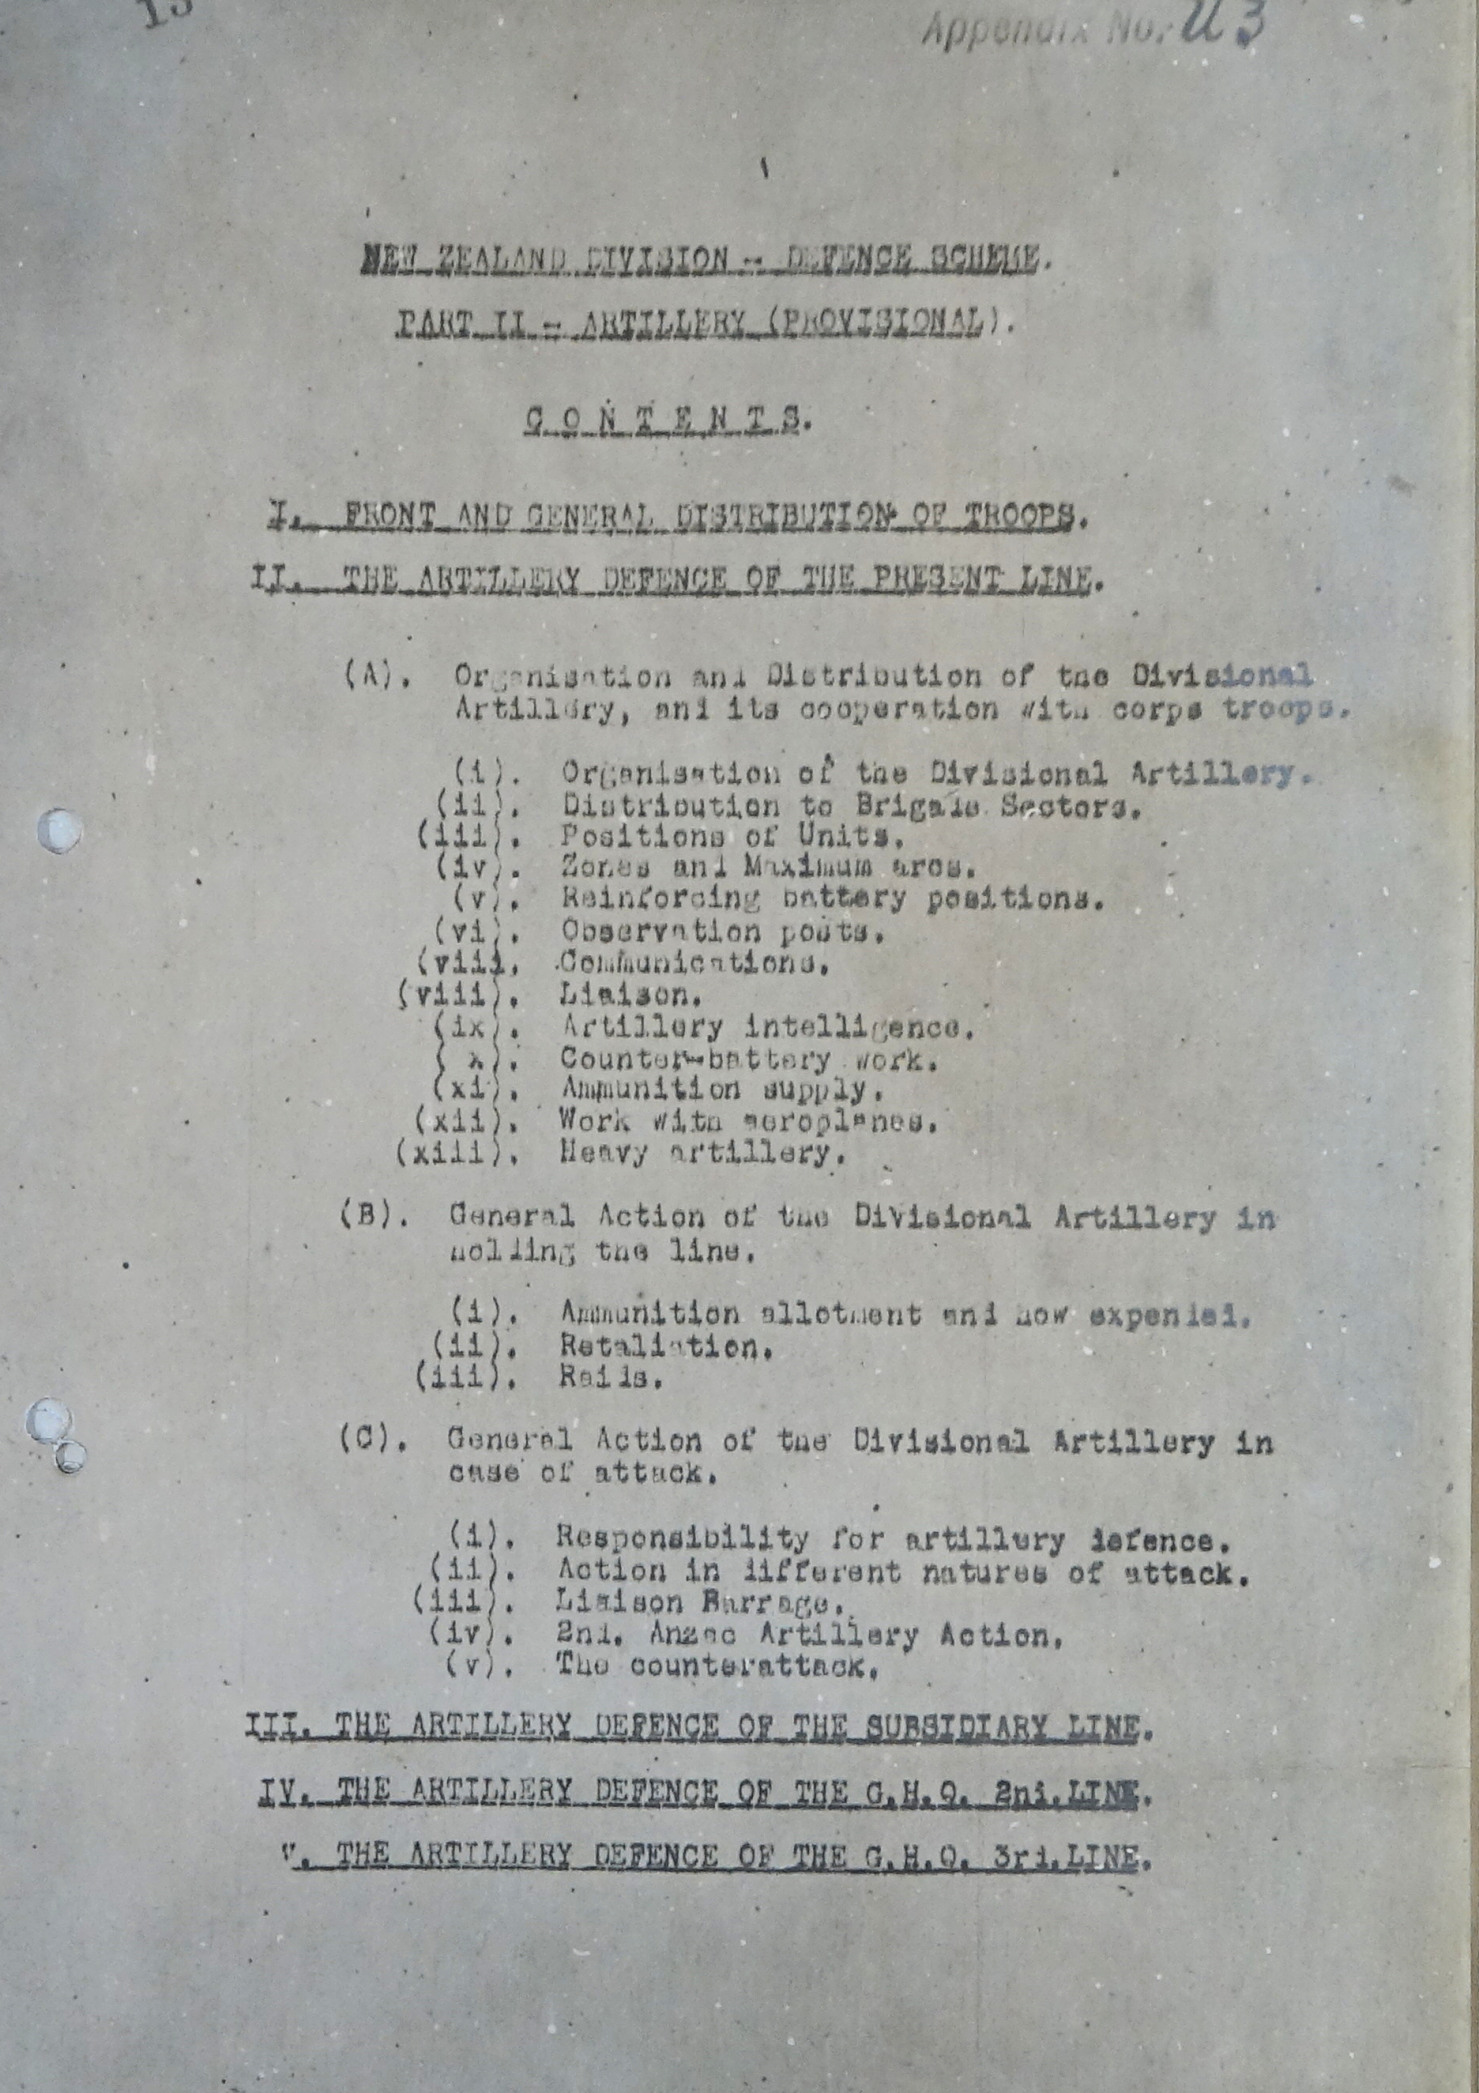 13
Appendix No. U3
NEW ZEALAND DIVISION - DEFENCE SCHEME.
PART II - ARTILLERY (PROVISIONAL).
C O N T E N T S.
I. FRONT AND GENERAL DISTRIBUTION OF TROOPS.
II. THE ARTILLERY DEFENCE OF THE PRESENT LINE.
(A). Organisation and Distribution of the Divisional
Artillery, and its cooperation with corps troops.
(i). Organisation of the Divisional Artillery.
(ii). Distribution to Brigade Sectors.
(iii). Positions of Units.
(iv). Zones and Maximum arcs.
(v). Reinforcing battery positions.
(vi). Observation posts.
(viii. Communications.
(viii). Liaison.
(ix). Artillery intelligence.
( x). Counter-battery work.
(xi). Ammunition supply.
(xii). Work with aeroplanes.
(xiii). Heavy artillery.
(B). General Action of the Divisional Artillery in
holding the line.
(i). Ammunition allotment and how expended.
(ii). Retaliation.
(iii). Raids.
(C). General Action of the Divisional Artillery in
case of attack.
(i). Responsibility for artillery defence.
(ii). Action in different natures of attack.
(iii). Liaison Barrage.
(iv). 2nd. Anzac Artillery Action.
(v). The counterattack.
III. THE ARTILLERY DEFENCE OF THE SUBSIDIARY LINE.
IV. THE ARTILLERY DEFENCE OF THE G.H.Q. 2nd.LINE.
V. THE ARTILLERY DEFENCE OF THE G.H.Q. 3rd.LINE.